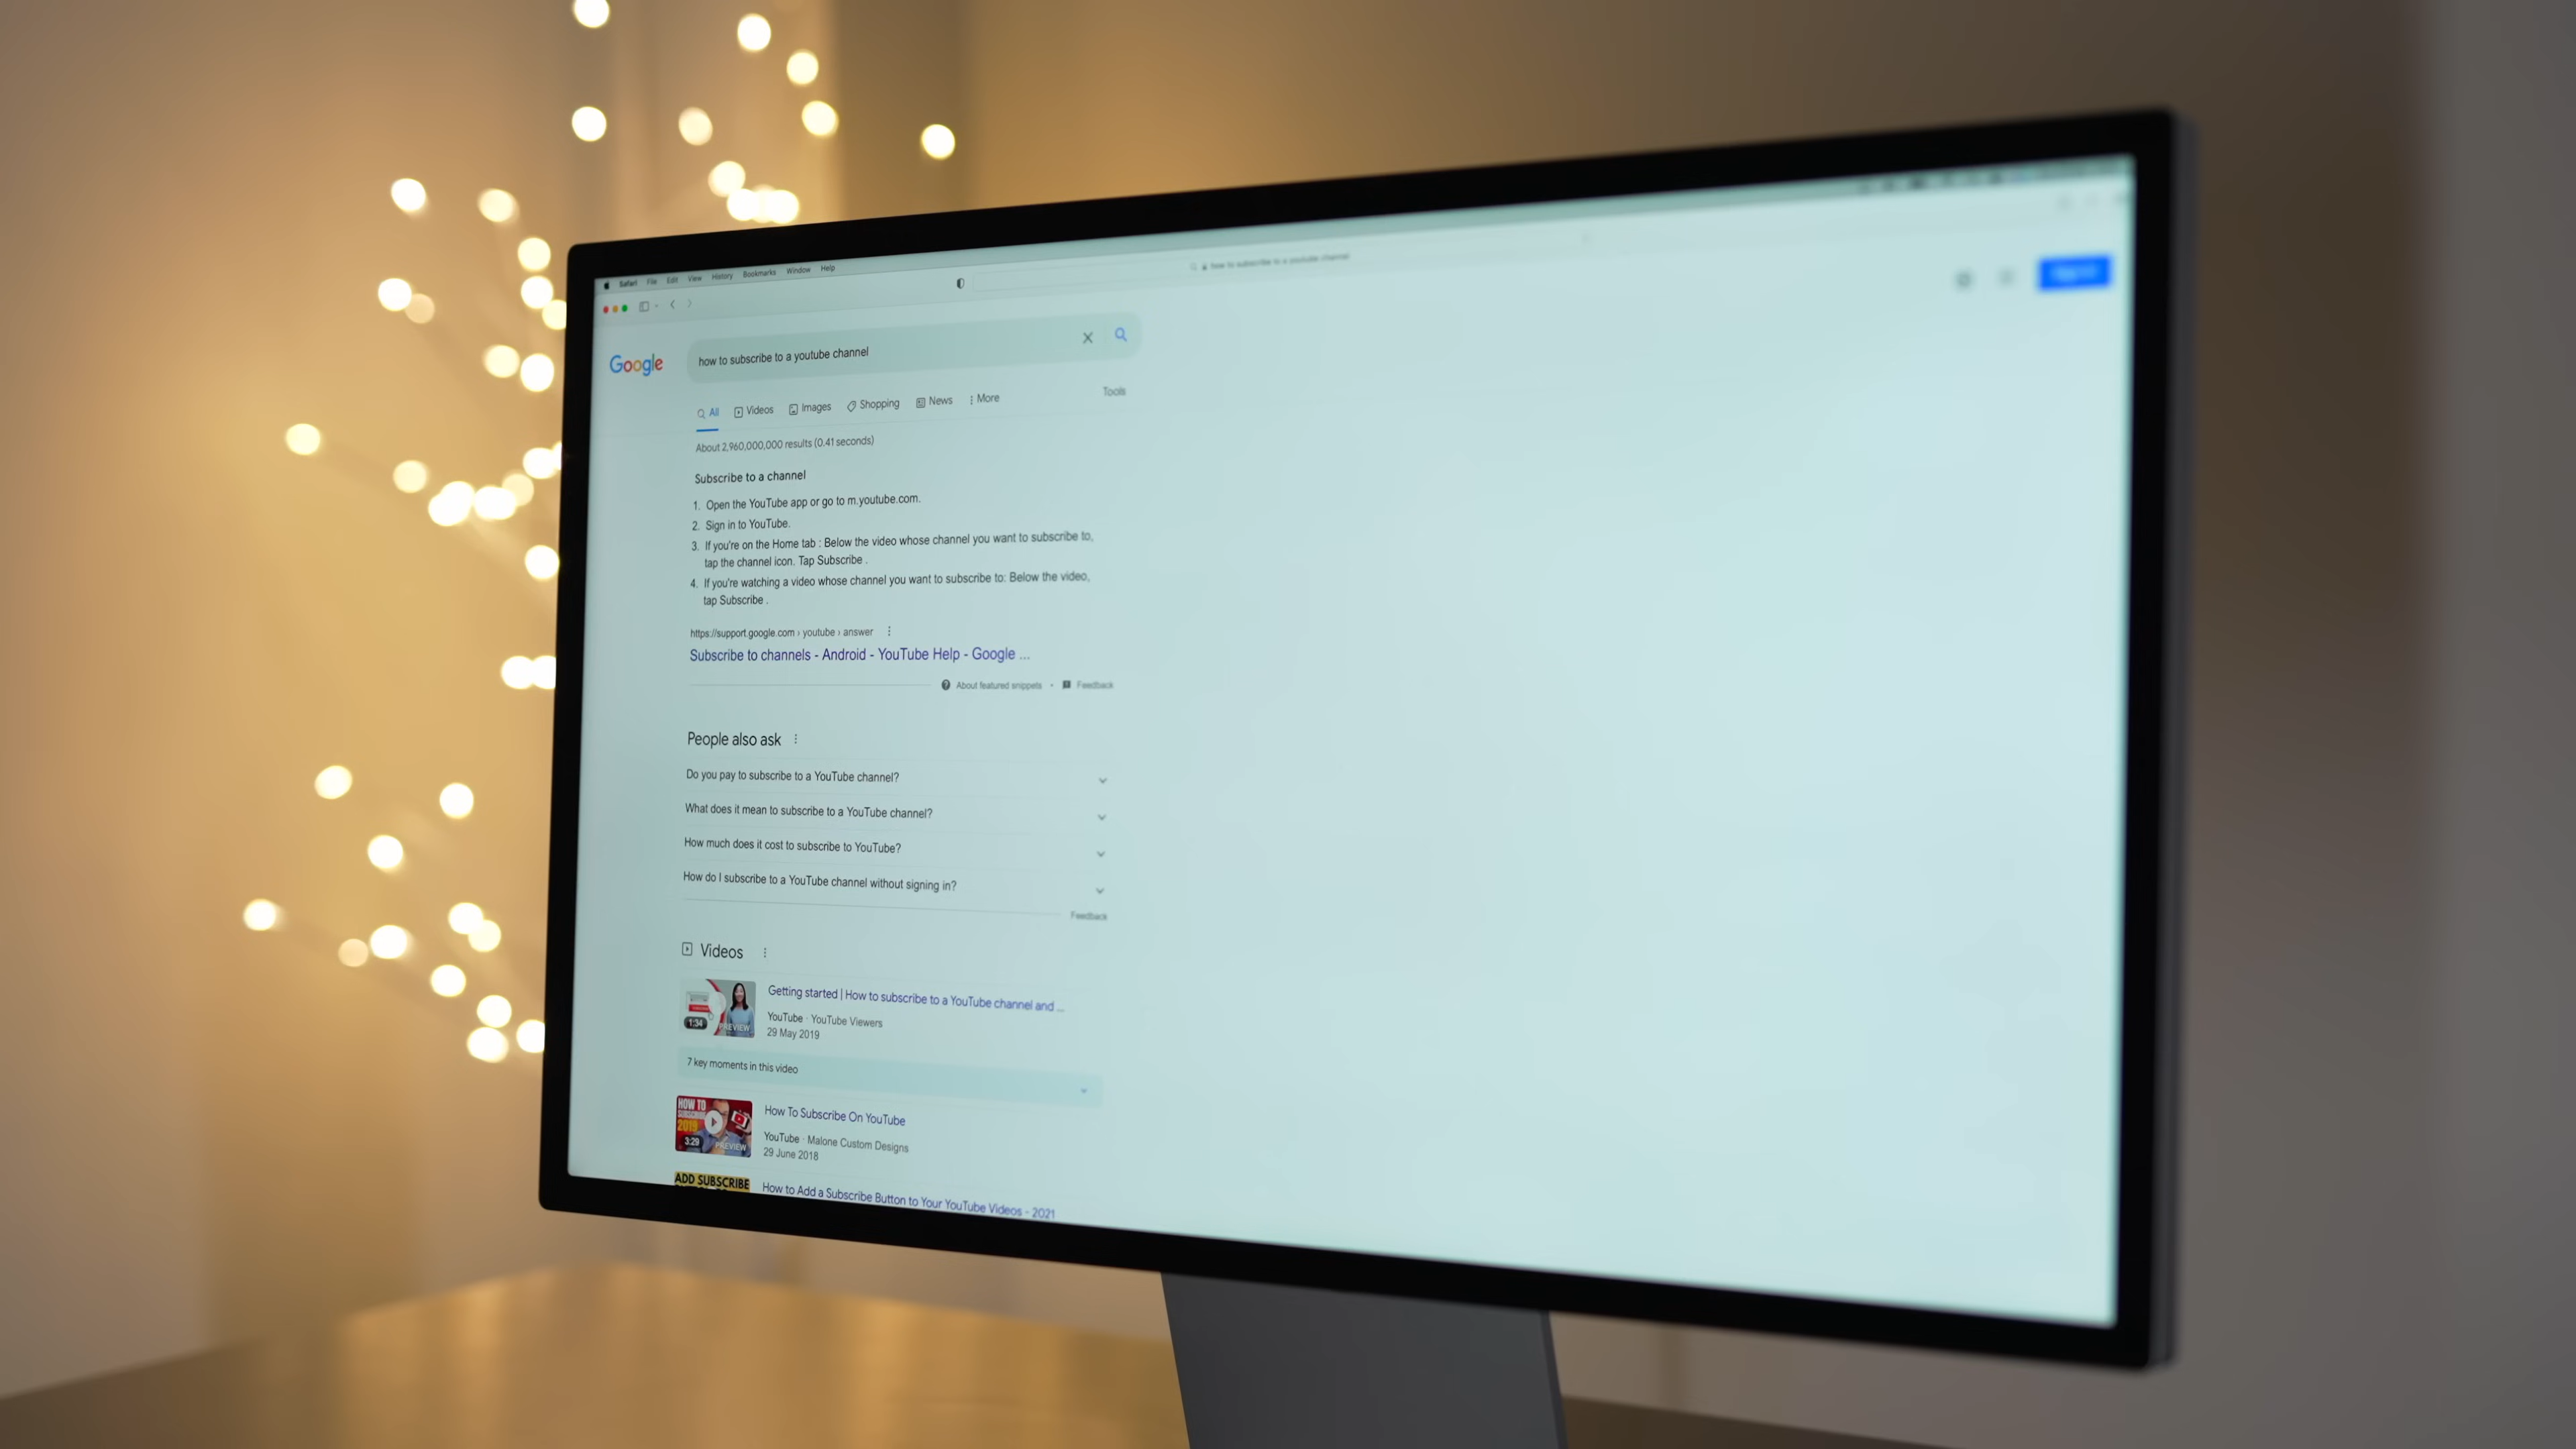 Safari File Edit View History Bookmarks Window Help
how to subscribe to a youtube channel
Google
how to subscribe to a youtube channel
All Videos Images Shopping News More Tools
About 2,960,000,000 results (0.41 seconds)
Subscribe to a channel
1. Open the YouTube app or go to m.youtube.com.
2. Sign in to YouTube.
3. If you're on the Home tab : Below the video whose channel you want to subscribe to,
tap the channel icon. Tap Subscribe .
4. If you're watching a video whose channel you want to subscribe to: Below the video,
tap Subscribe .
https://support.google.com › youtube › answer
Subscribe to channels - Android - YouTube Help - Google ...
About featured snippets • Feedback
People also ask
Do you pay to subscribe to a YouTube channel?
What does it mean to subscribe to a YouTube channel?
How much does it cost to subscribe to YouTube?
How do I subscribe to a YouTube channel without signing in?
Feedback
Videos
Getting started | How to subscribe to a YouTube channel and ...
1:34 PREVIEW
YouTube · YouTube Viewers
29 May 2019
7 key moments in this video
HOW TO
2019
3:29 PREVIEW
How To Subscribe On YouTube
YouTube · Malone Custom Designs
29 June 2018
ADD SUBSCRIBE
How to Add a Subscribe Button to Your YouTube Videos - 2021